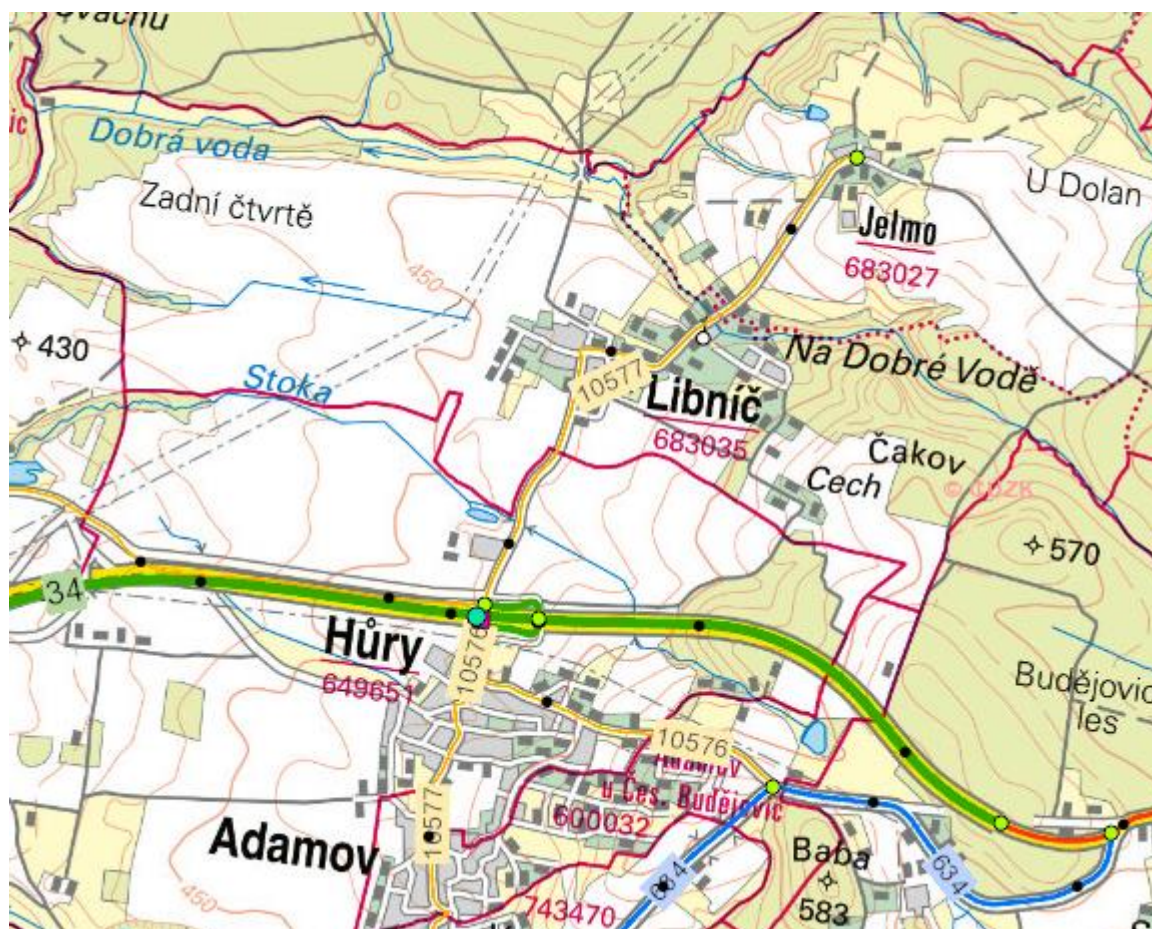 Dobrá voda
Zadní čtvrtě
U Dolan
Jelmo
683027
450
430
Stoka
10577
Na Dobré Vodě
Libníč
683035
Čakov
Cech
570
34
Hůry
649651
10576
10576
Budějovic
les
u Čes. Budějovic
600032
10577
Adamov
Baba
583
634
634
743470
450